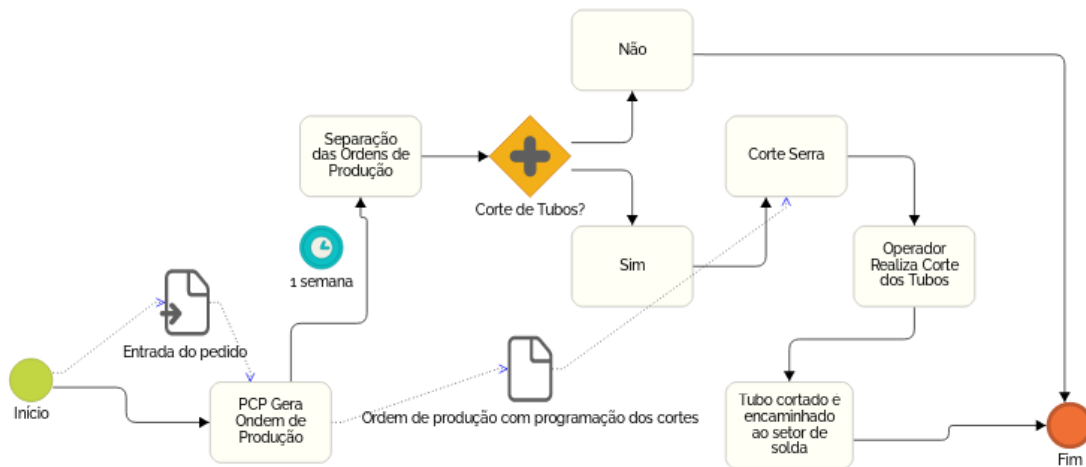 Não
Separação
das Ordens de
Produção
Corte Serra
Corte de Tubos?
Sim
Operador
Realiza Corte
dos Tubos
1 semana
Entrada do pedido
Início
PCP Gera
Ondem de
Produção
Ordem de produção com programação dos cortes
Tubo cortado é
encaminhado
ao setor de
solda
Fim